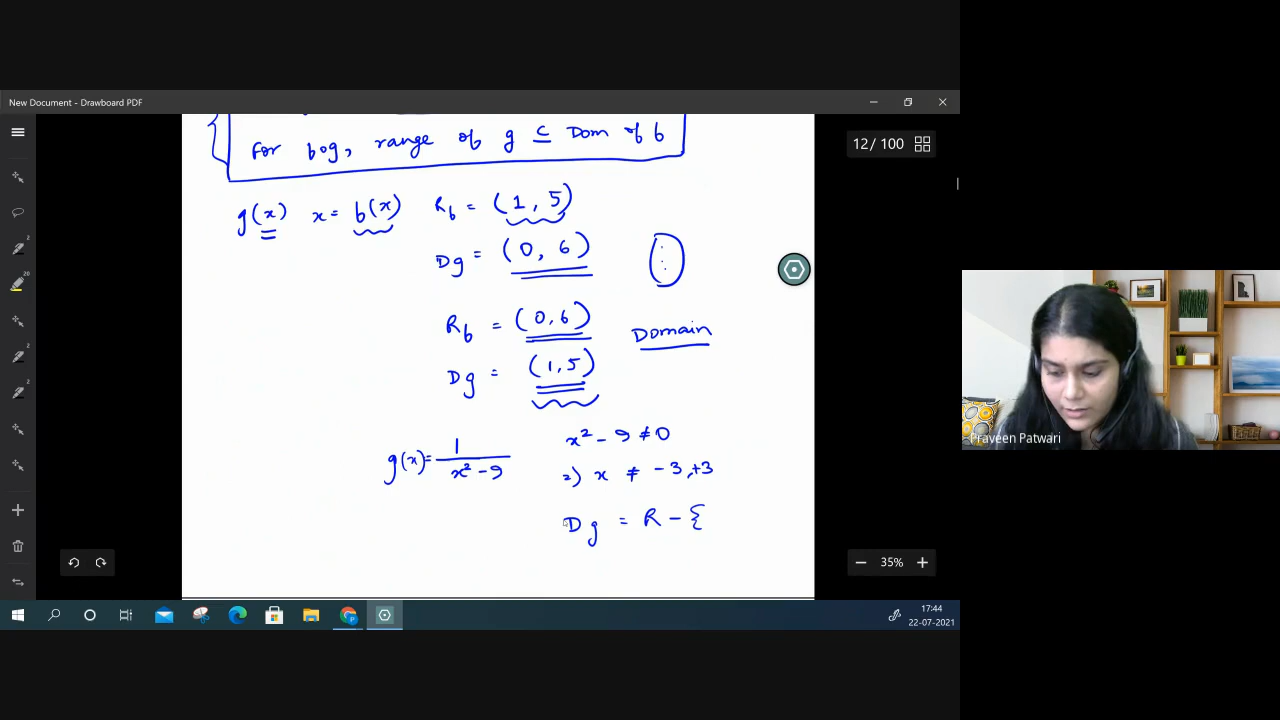 New Document - Drawboard PDF
For bog, range of g ⊆ Dom of b
12 / 100
g(x) x = b(x) Rb = (1, 5)
Dg = (0, 6)
Rb = (0, 6)
Domain
Dg = (1, 5)
x² - 9 ≠ 0
g(x) = 1 / (x² - 9)
2) x ≠ - 3, +3
Dg = R - {
Praveen Patwari
35%
17:44
22-07-2021